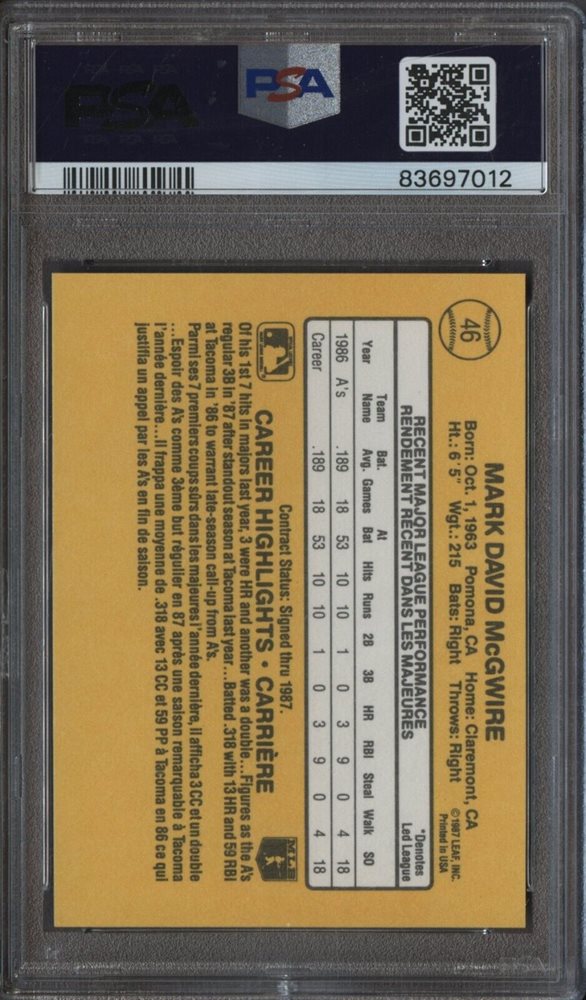 PSA
PSA
83697012
46
MARK DAVID McGWIRE
Born: Oct. 1, 1963 Pomona, CA Home: Claremont, CA
Ht.: 6'5" Wgt.: 215 Bats: Right Throws: Right
©1987 LEAF, INC.
Printed in USA
RECENT MAJOR LEAGUE PERFORMANCE
RENDEMENT RÉCENT DANS LES MAJEURES
*Denotes
Led League
Year Team Name Bat. Avg. Games At Bat Hits Runs 2B 3B HR RBI Steal Walk SO
1986 A's .189 18 53 10 10 1 0 3 9 0 4 18
Career .189 18 53 10 10 1 0 3 9 0 4 18
Contract Status: Signed thru 1987.
CAREER HIGHLIGHTS • CARRIÈRE
MLB
Of his 1st 7 hits in majors last year, 3 were HR and another was a double...Figures as the A's
regular 3B in '87 after standout season at Tacoma last year...Batted .318 with 13 HR and 59 RBI
at Tacoma in '86 to warrant late-season call-up from A's.
Parmi ses 7 premiers coups sûrs dans les majeures l'année dernière, il afficha 3 CC et un double
...Espoir des A's comme 3ème but régulier en 87 après une saison remarquable à Tacoma
l'année dernière...Il frappa une moyenne de .318 avec 13 CC et 59 PP à Tacoma en 86 ce qui
justifia un appel par les A's en fin de saison.